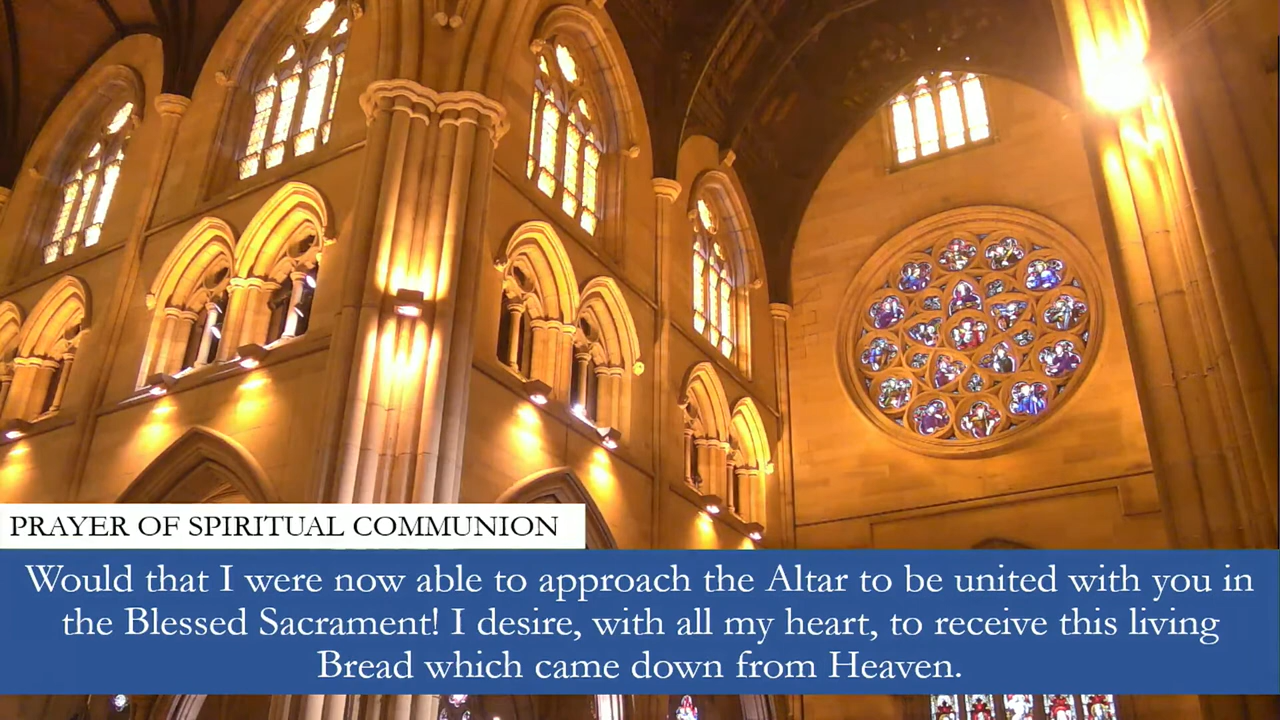 PRAYER OF SPIRITUAL COMMUNION
Would that I were now able to approach the Altar to be united with you in
the Blessed Sacrament! I desire, with all my heart, to receive this living
Bread which came down from Heaven.